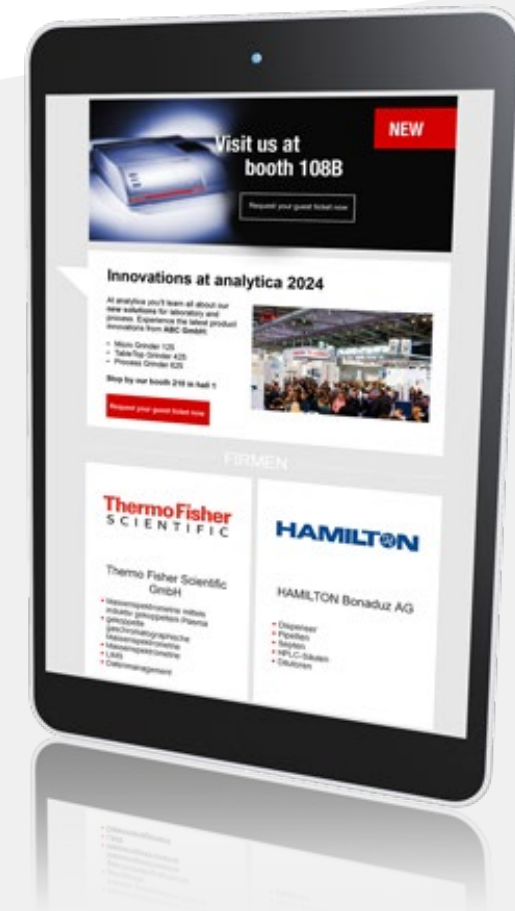 Visit us at
booth 108B
NEW
Request your guest ticket now
Innovations at analytica 2024
At analytica you'll learn all about our
new solutions for laboratory and
process. Experience the latest product
innovations from ABC GmbH:
• Micro Grinder 125
• TableTop Grinder 425
• Process Grinder 625
Stop by our booth 210 in hall 1
Request your guest ticket now
FIRMEN
ThermoFisher
SCIENTIFIC
Thermo Fisher Scientific
GmbH
• Massenspektrometrie mittels
induktiv gekoppeltem Plasma
• gekoppelte
gaschromatographische
Massenspektrometrie
• Massenspektrometrie
• LIMS
• Datenmanagement
HAMILTON
HAMILTON Bonaduz AG
• Dispenser
• Pipetten
• Septen
• HPLC-Säulen
• Dilutoren